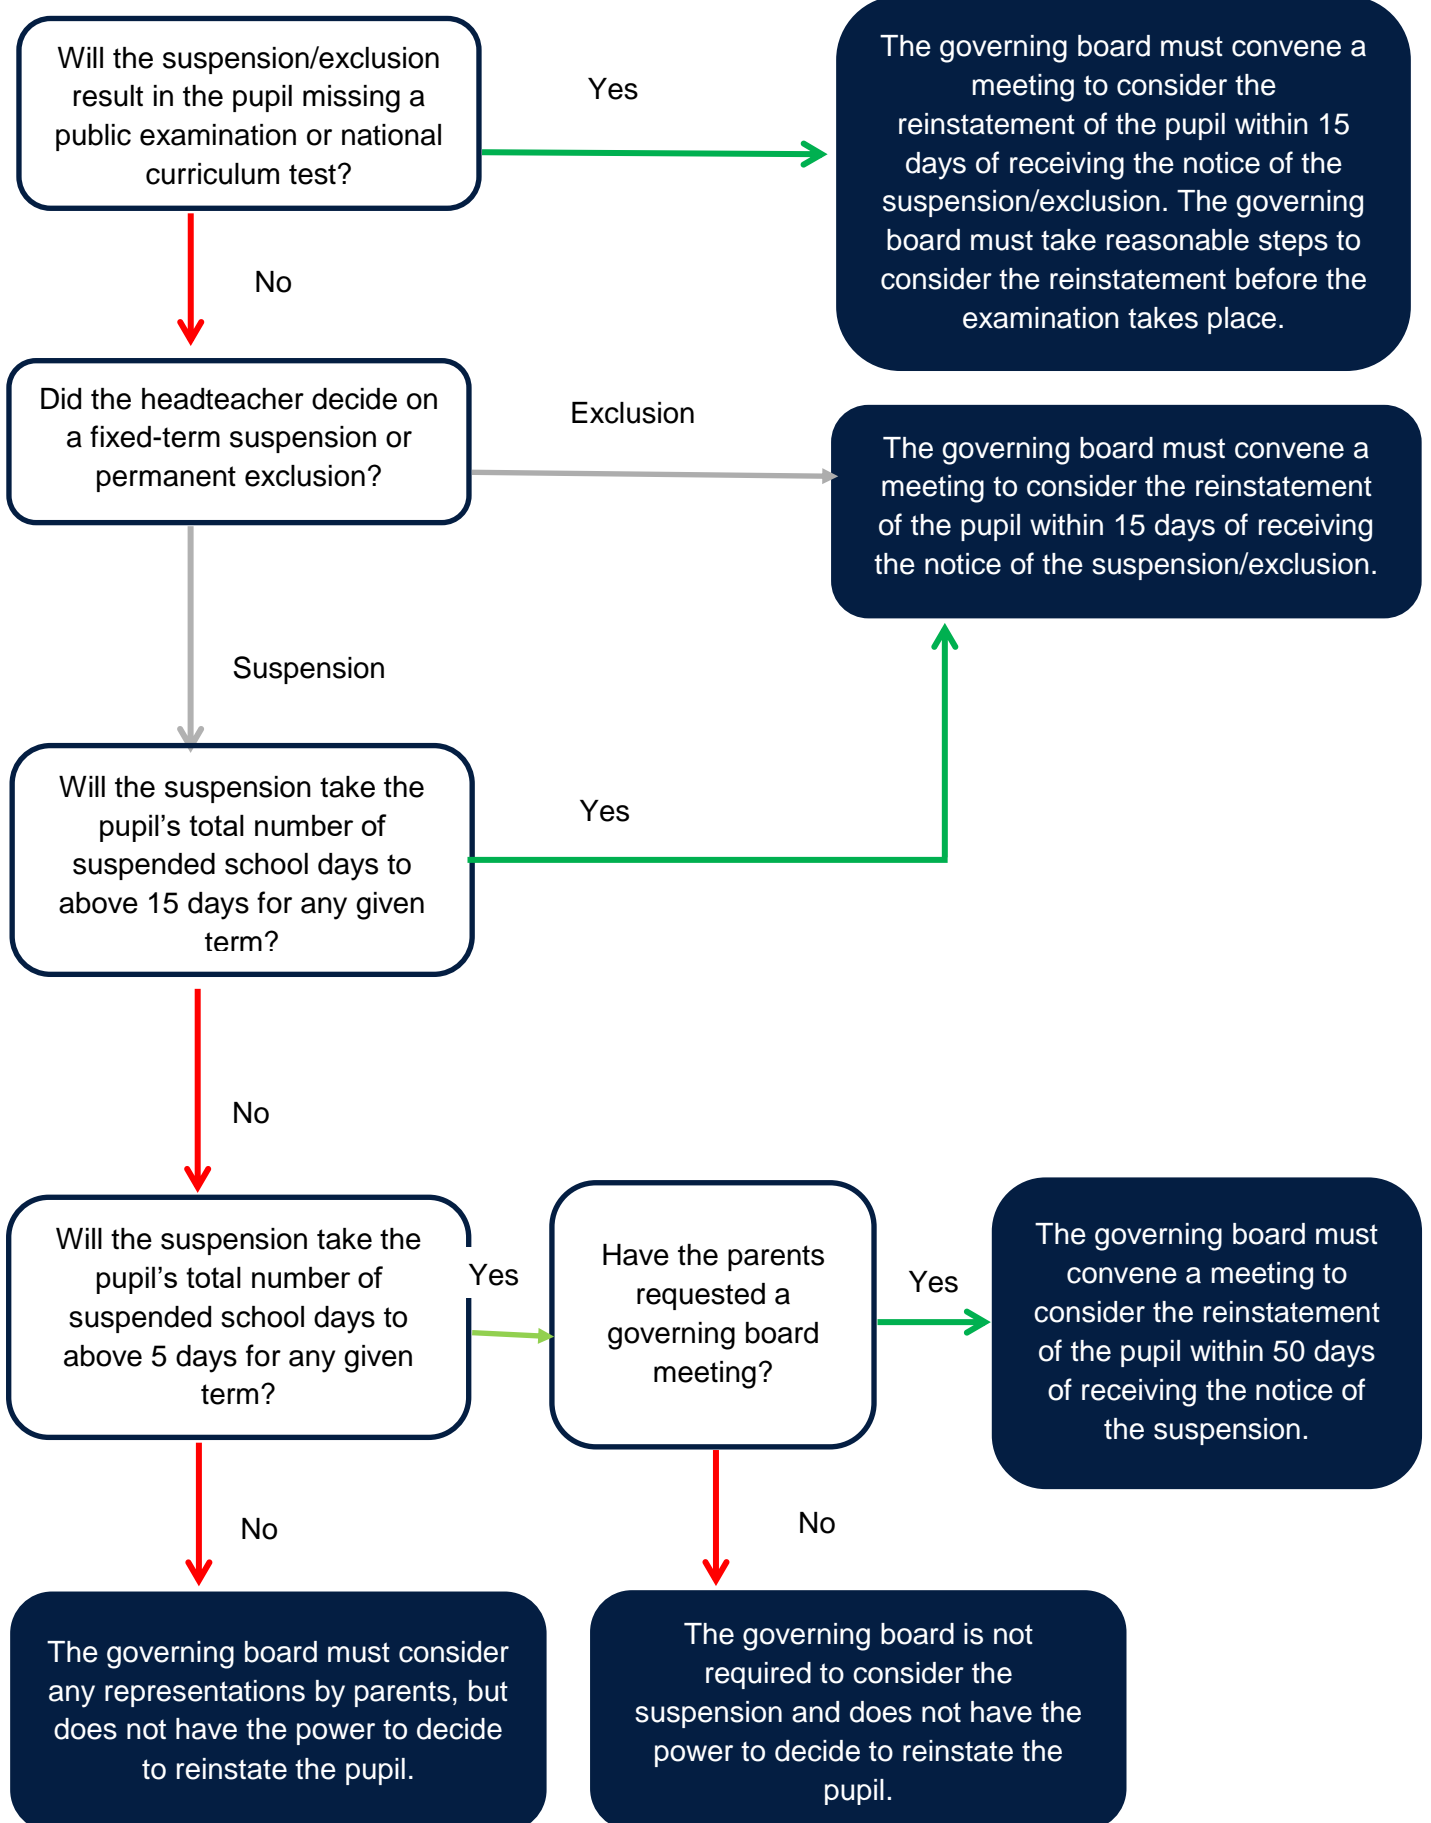 Will the suspension/exclusion
result in the pupil missing a
public examination or national
curriculum test?
Yes
The governing board must convene a
meeting to consider the
reinstatement of the pupil within 15
days of receiving the notice of the
suspension/exclusion. The governing
board must take reasonable steps to
consider the reinstatement before the
examination takes place.
No
Did the headteacher decide on
a fixed-term suspension or
permanent exclusion?
Exclusion
The governing board must convene a
meeting to consider the reinstatement
of the pupil within 15 days of receiving
the notice of the suspension/exclusion.
Suspension
Will the suspension take the
pupil’s total number of
suspended school days to
above 15 days for any given
term?
Yes
No
Will the suspension take the
pupil’s total number of
suspended school days to
above 5 days for any given
term?
Yes
Have the parents
requested a
governing board
meeting?
Yes
The governing board must
convene a meeting to
consider the reinstatement
of the pupil within 50 days
of receiving the notice of
the suspension.
No
No
The governing board must consider
any representations by parents, but
does not have the power to decide
to reinstate the pupil.
The governing board is not
required to consider the
suspension and does not have the
power to decide to reinstate the
pupil.